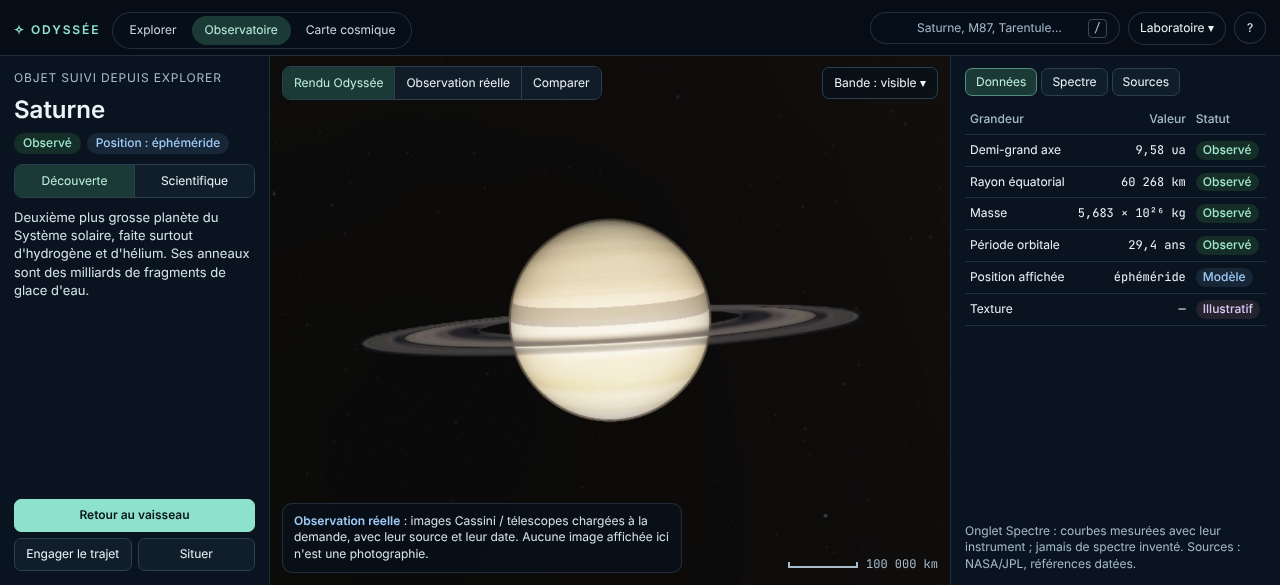 ✧ ODYSSÉE
Explorer
Observatoire
Carte cosmique
Saturne, M87, Tarentule...
/
Laboratoire ▾
?
OBJET SUIVI DEPUIS EXPLORER
Saturne
Observé
Position : éphéméride
Découverte
Scientifique
Deuxième plus grosse planète du
Système solaire, faite surtout
d'hydrogène et d'hélium. Ses anneaux
sont des milliards de fragments de
glace d'eau.
Retour au vaisseau
Engager le trajet
Situer
Rendu Odyssée
Observation réelle
Comparer
Bande : visible ▾
Observation réelle : images Cassini / télescopes chargées à la
demande, avec leur source et leur date. Aucune image affichée ici
n'est une photographie.
100 000 km
Données
Spectre
Sources
Grandeur Valeur Statut
Demi-grand axe 9,58 ua Observé
Rayon équatorial 60 268 km Observé
Masse 5,683 × 10²⁶ kg Observé
Période orbitale 29,4 ans Observé
Position affichée éphéméride Modèle
Texture — Illustratif
Onglet Spectre : courbes mesurées avec leur
instrument ; jamais de spectre inventé. Sources :
NASA/JPL, références datées.